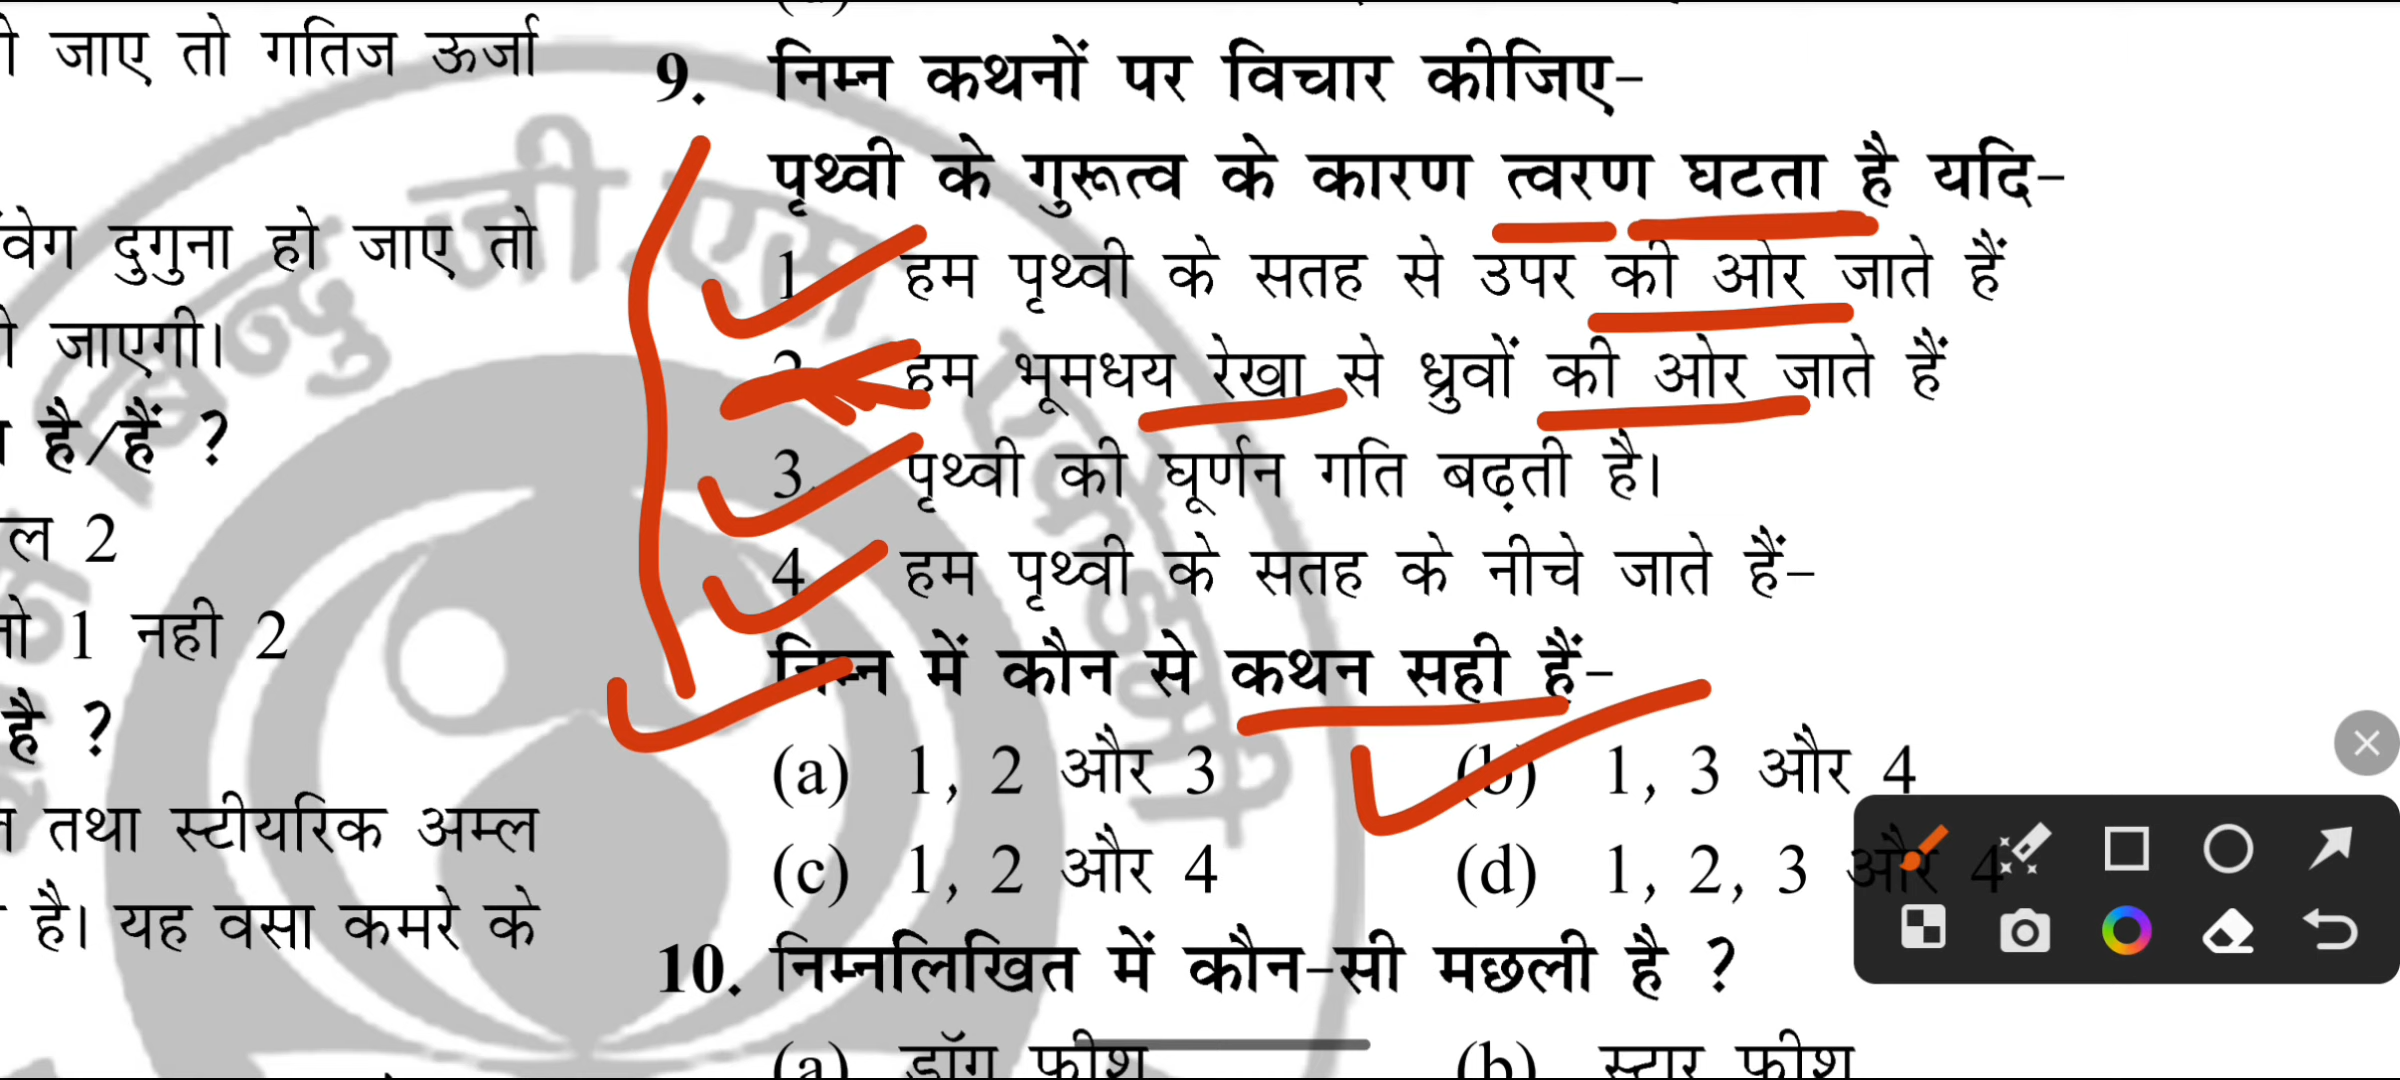 जाए तो गतिज ऊर्जा
वेग दुगुना हो जाए तो
जाएगी।
है/हैं ?
ल 2
1 नही 2
है ?
तथा स्टीयरिक अम्ल
है। यह वसा कमरे के
9. निम्न कथनों पर विचार कीजिए–
पृथ्वी के गुरूत्व के कारण त्वरण घटता है यदि–
1 हम पृथ्वी के सतह से उपर की ओर जाते हैं
2 हम भूमधय रेखा से ध्रुवों की ओर जाते हैं
3. पृथ्वी की घूर्णन गति बढ़ती है।
4 हम पृथ्वी के सतह के नीचे जाते हैं–
निम्न में कौन से कथन सही हैं–
(a) 1, 2 और 3 (b) 1, 3 और 4
(c) 1, 2 और 4 (d) 1, 2, 3 और 4
10. निम्नलिखित में कौन-सी मछली है ?
(a) डॉग फीश (b) स्टार फीश
जी.एस. एकेडमी